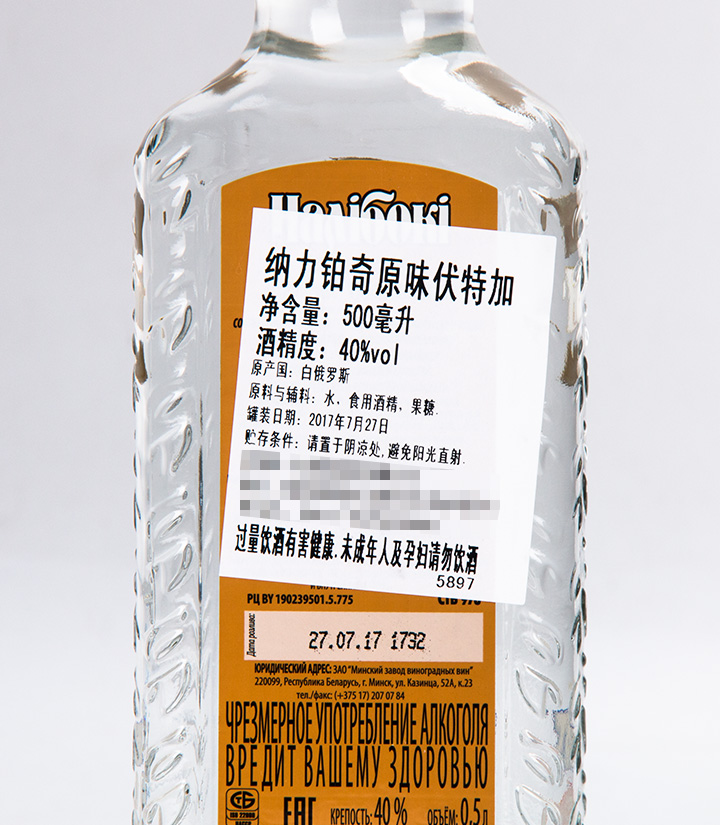 Налібокі
纳力铂奇原味伏特加
净含量：500毫升
酒精度：40%vol
原产国：白俄罗斯
原料与辅料：水、食用酒精，果糖.
灌装日期：2017年7月27日
贮存条件：请置于阴凉处,避免阳光直射.
过量饮酒有害健康.未成年人及孕妇请勿饮酒
5897
РЦ BY 190239501.5.775
Дата розлива:
27.07.17 1732
ЮРИДИЧЕСКИЙ АДРЕС: ЗАО "Минский завод виноградных вин"
220099, Республика Беларусь, г. Минск, ул. Казинца, 52А, к.23
тел./факс: (+375 17) 207 07 84
ЧРЕЗМЕРНОЕ УПОТРЕБЛЕНИЕ АЛКОГОЛЯ
ВРЕДИТ ВАШЕМУ ЗДОРОВЬЮ
ISO 22000
ЕАС КРЕПОСТЬ: 40 % ОБЪЁМ: 0,5 л